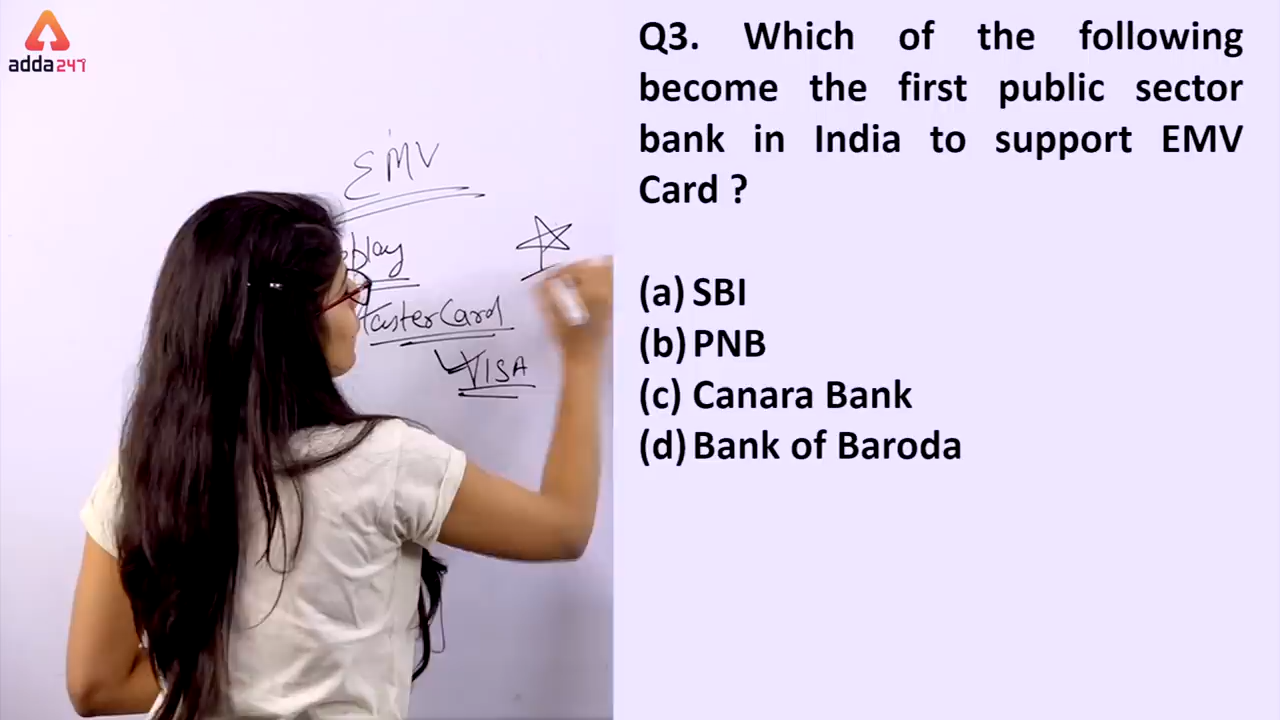 adda247
EMV
MasterCard
VISA
Q3. Which of the following
become the first public sector
bank in India to support EMV
Card ?
(a) SBI
(b) PNB
(c) Canara Bank
(d) Bank of Baroda